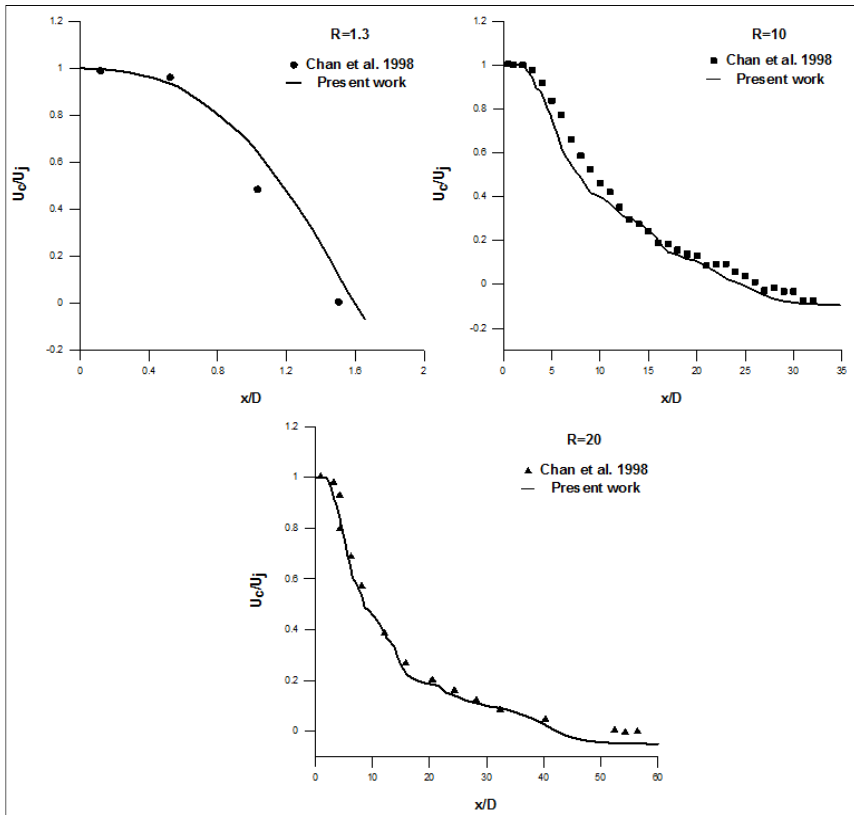 R=1.3
Chan et al. 1998
Present work
1.2
1
0.8
0.6
0.4
0.2
0
-0.2
Uc/Uj
0 0.4 0.8 1.2 1.6 2
x/D
R=10
Chan et al. 1998
Present work
1.2
1
0.8
0.6
0.4
0.2
0
-0.2
Uc/Uj
0 5 10 15 20 25 30 35
x/D
R=20
Chan et al. 1998
Present work
1.2
1
0.8
0.6
0.4
0.2
0
Uc/Uj
0 10 20 30 40 50 60
x/D